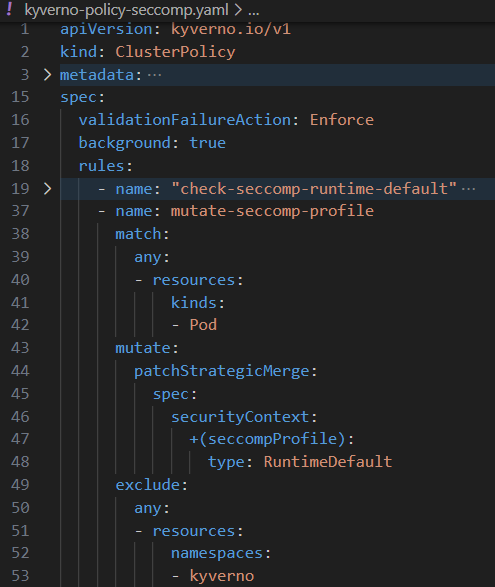 ! kyverno-policy-seccomp.yaml > ...
1 apiVersion: kyverno.io/v1
2 kind: ClusterPolicy
3 > metadata: ...
15 spec:
16 validationFailureAction: Enforce
17 background: true
18 rules:
19 > - name: "check-seccomp-runtime-default" ...
37 - name: mutate-seccomp-profile
38 match:
39 any:
40 - resources:
41 kinds:
42 - Pod
43 mutate:
44 patchStrategicMerge:
45 spec:
46 securityContext:
47 +(seccompProfile):
48 type: RuntimeDefault
49 exclude:
50 any:
51 - resources:
52 namespaces:
53 - kyverno